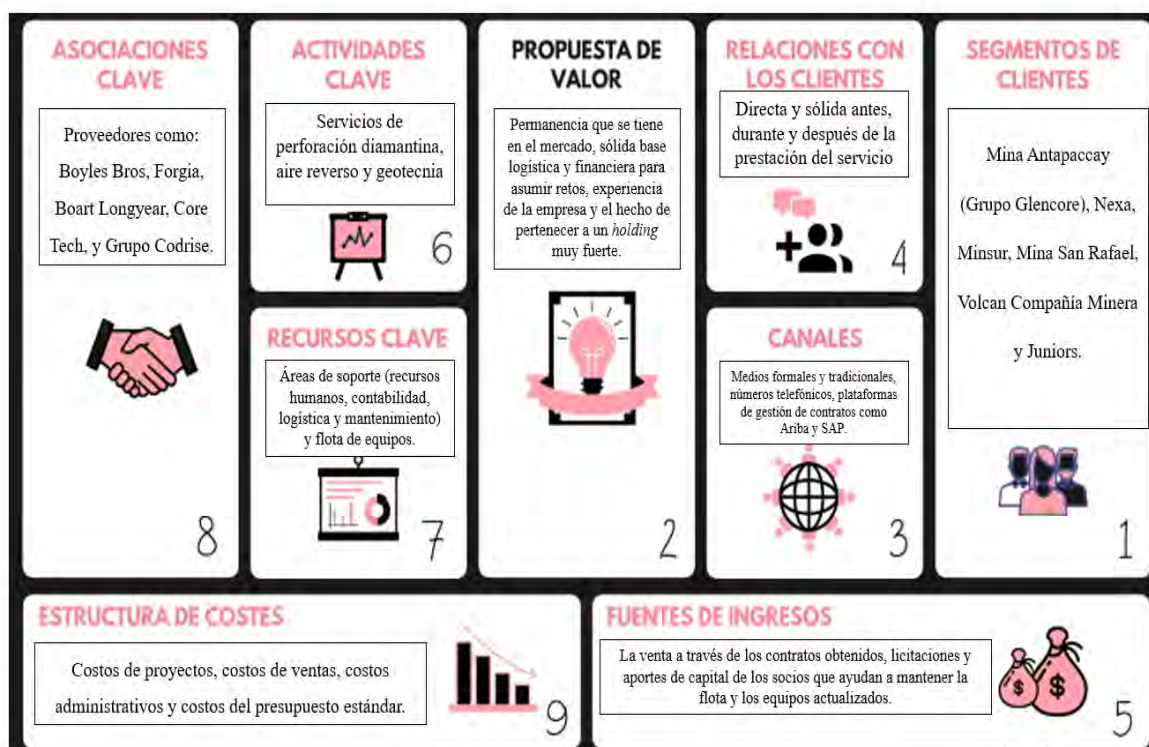 ASOCIACIONES
CLAVE
Proveedores como:
Boyles Bros, Forgia,
Boart Longyear, Core
Tech, y Grupo Codrise.
8
ACTIVIDADES
CLAVE
Servicios de
perforación diamantina,
aire reverso y geotecnia
6
RECURSOS CLAVE
Áreas de soporte (recursos
humanos, contabilidad,
logística y mantenimiento)
y flota de equipos.
7
PROPUESTA DE
VALOR
Permanencia que se tiene
en el mercado, sólida base
logística y financiera para
asumir retos, experiencia
de la empresa y el hecho de
pertenecer a un holding
muy fuerte.
2
RELACIONES CON
LOS CLIENTES
Directa y sólida antes,
durante y después de la
prestación del servicio
4
CANALES
Medios formales y tradicionales,
números telefónicos, plataformas
de gestión de contratos como
Ariba y SAP.
3
SEGMENTOS DE
CLIENTES
Mina Antapaccay
(Grupo Glencore), Nexa,
Minsur, Mina San Rafael,
Volcan Compañía Minera
y Juniors.
1
ESTRUCTURA DE COSTES
Costos de proyectos, costos de ventas, costos
administrativos y costos del presupuesto estándar.
9
FUENTES DE INGRESOS
La venta a través de los contratos obtenidos, licitaciones y
aportes de capital de los socios que ayudan a mantener la
flota y los equipos actualizados.
$
$
5